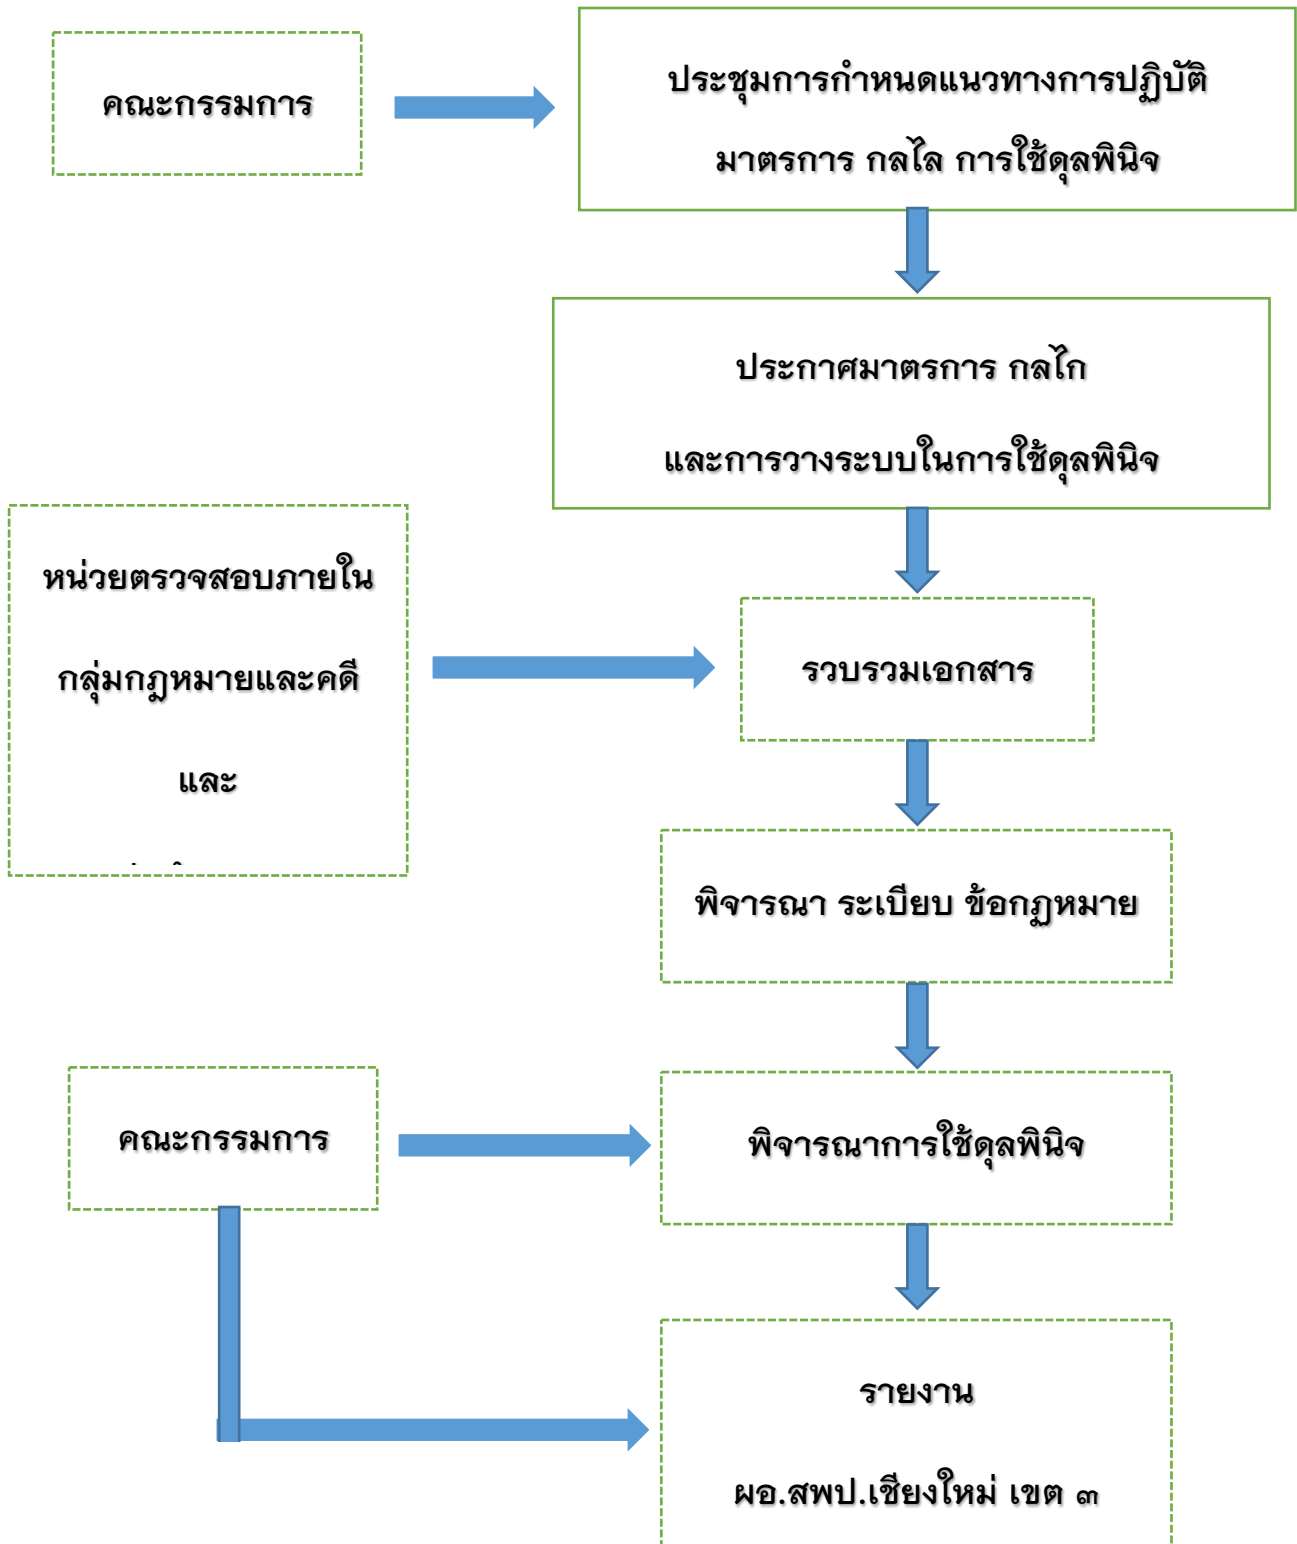 คณะกรรมการ
ประชุมการกำหนดแนวทางการปฏิบัติ
มาตรการ กลไล การใช้ดุลพินิจ
ประกาศมาตรการ กลไก
และการวางระบบในการใช้ดุลพินิจ
หน่วยตรวจสอบภายใน
กลุ่มกฎหมายและคดี
และ
รวบรวมเอกสาร
พิจารณา ระเบียบ ข้อกฎหมาย
คณะกรรมการ
พิจารณาการใช้ดุลพินิจ
รายงาน
ผอ.สพป.เชียงใหม่ เขต ๓